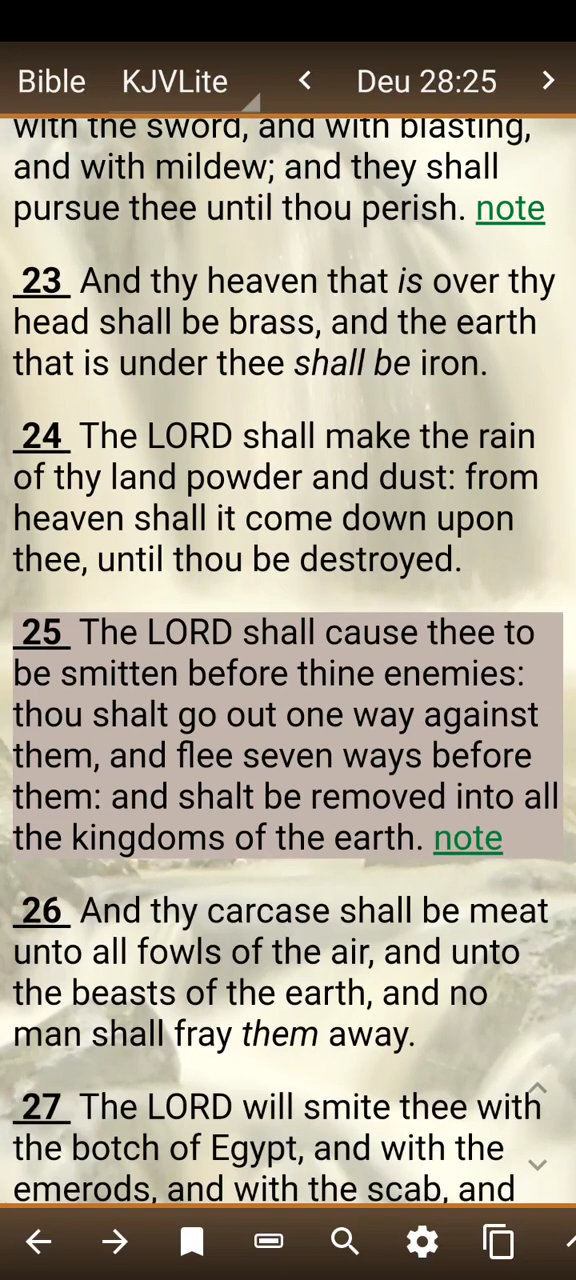 Bible KJVLite < Deu 28:25 >
with the sword, and with blasting,
and with mildew; and they shall
pursue thee until thou perish. note
23 And thy heaven that is over thy
head shall be brass, and the earth
that is under thee shall be iron.
24 The LORD shall make the rain
of thy land powder and dust: from
heaven shall it come down upon
thee, until thou be destroyed.
25 The LORD shall cause thee to
be smitten before thine enemies:
thou shalt go out one way against
them, and flee seven ways before
them: and shalt be removed into all
the kingdoms of the earth. note
26 And thy carcase shall be meat
unto all fowls of the air, and unto
the beasts of the earth, and no
man shall fray them away.
27 The LORD will smite thee with
the botch of Egypt, and with the
emerods, and with the scab, and